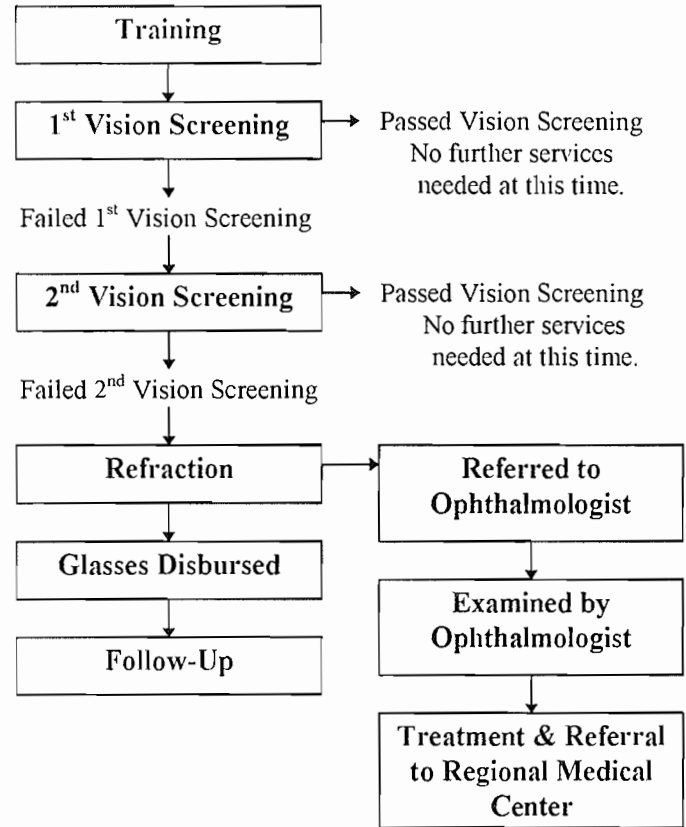 Training
1st Vision Screening
Passed Vision Screening
No further services
needed at this time.
Failed 1st Vision Screening
2nd Vision Screening
Passed Vision Screening
No further services
needed at this time.
Failed 2nd Vision Screening
Refraction
Referred to
Ophthalmologist
Glasses Disbursed
Examined by
Ophthalmologist
Follow-Up
Treatment & Referral
to Regional Medical
Center